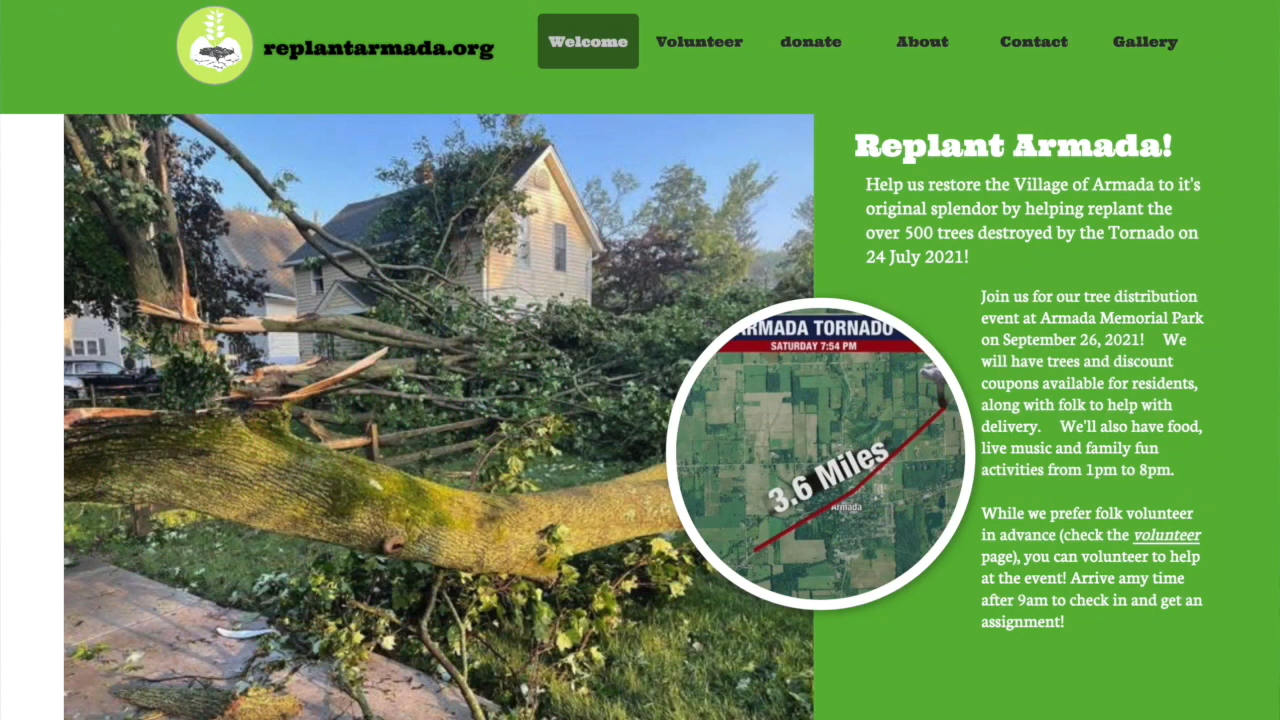 replantarmada.org
Welcome
Volunteer
donate
About
Contact
Gallery
Replant Armada!
Help us restore the Village of Armada to it's
original splendor by helping replant the
over 500 trees destroyed by the Tornado on
24 July 2021!
ARMADA TORNADO
SATURDAY 7:54 PM
3.6 Miles
Armada
Join us for our tree distribution
event at Armada Memorial Park
on September 26, 2021! We
will have trees and discount
coupons available for residents,
along with folk to help with
delivery. We'll also have food,
live music and family fun
activities from 1pm to 8pm.
While we prefer folk volunteer
in advance (check the volunteer
page), you can volunteer to help
at the event! Arrive amy time
after 9am to check in and get an
assignment!